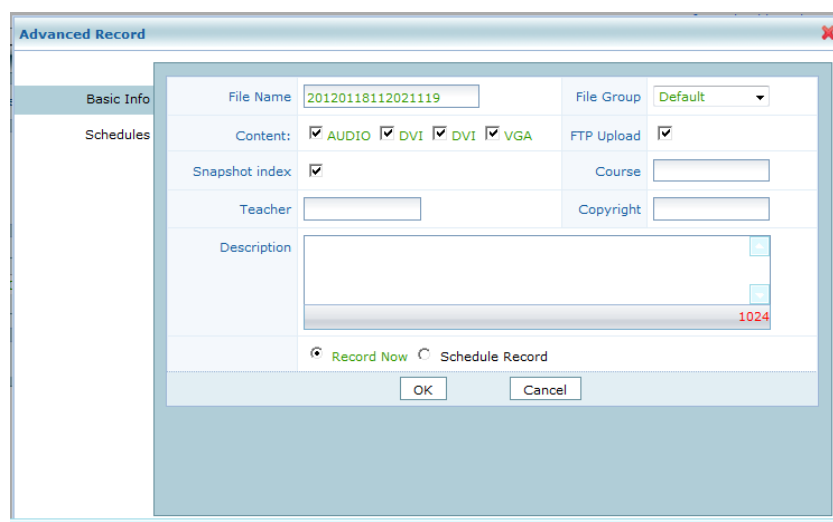 Advanced Record
Basic Info
Schedules
File Name 20120118112021119 File Group Default
Content: AUDIO DVI DVI VGA FTP Upload
Snapshot index Course
Teacher Copyright
Description
1024
Record Now Schedule Record
OK Cancel